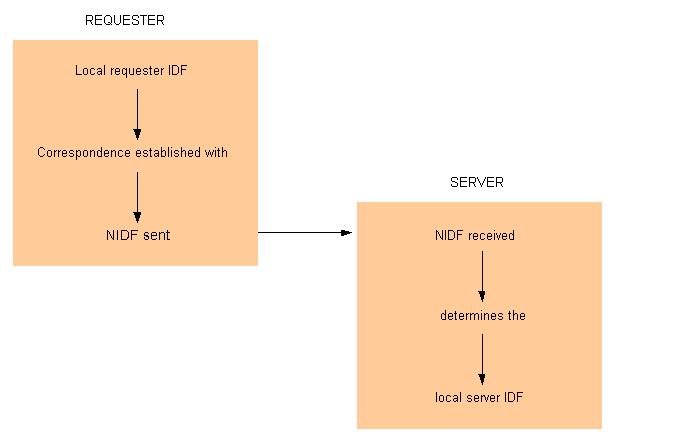 REQUESTER
Local requester IDF
Correspondence established with
NIDF sent
SERVER
NIDF received
determines the
local server IDF